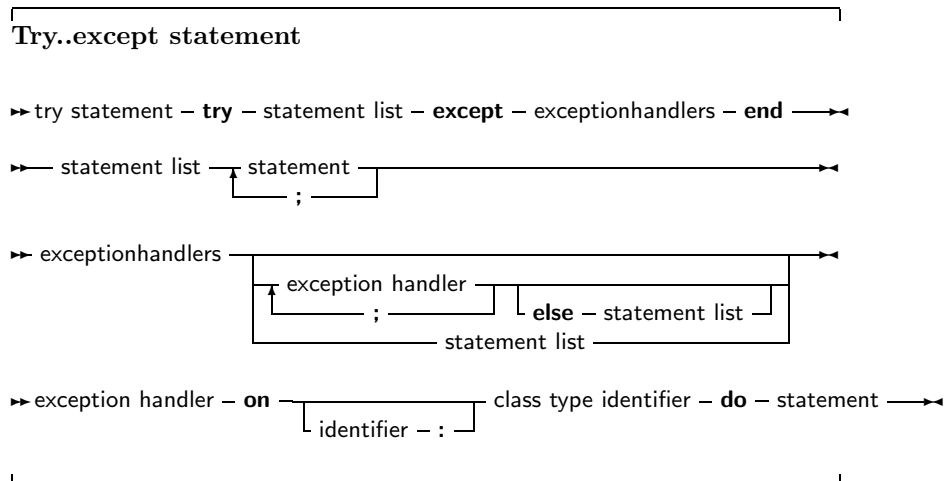 Try..except statement
try statement – try – statement list – except – exceptionhandlers – end
statement list statement
;
exceptionhandlers
exception handler
; else – statement list
statement list
exception handler – on class type identifier – do – statement
identifier – :